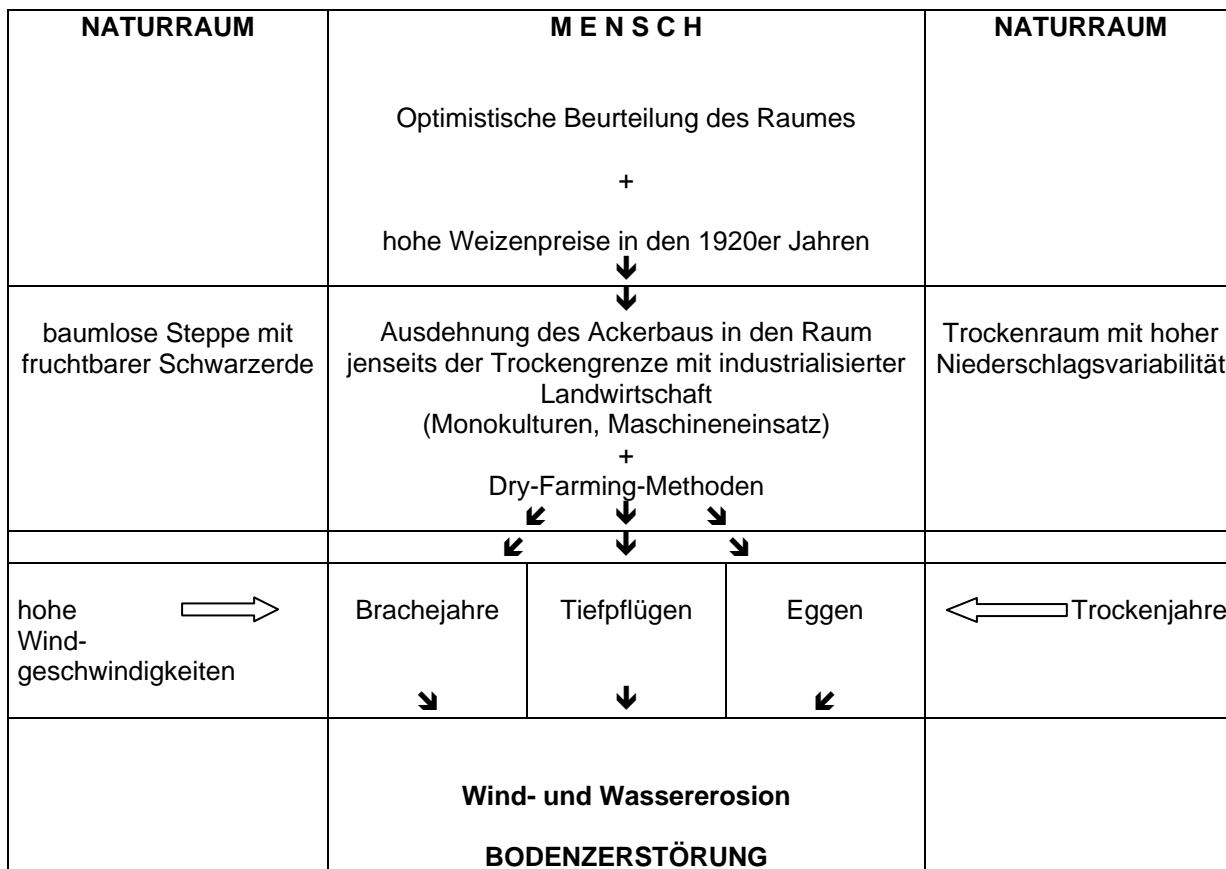 NATURRAUM
M E N S C H
NATURRAUM
Optimistische Beurteilung des Raumes
+
hohe Weizenpreise in den 1920er Jahren
baumlose Steppe mit
fruchtbarer Schwarzerde
Ausdehnung des Ackerbaus in den Raum
jenseits der Trockengrenze mit industrialisierter
Landwirtschaft
(Monokulturen, Maschineneinsatz)
+
Dry-Farming-Methoden
Trockenraum mit hoher
Niederschlagsvariabilität
hohe
Wind-
geschwindigkeiten
Brachejahre
Tiefpflügen
Eggen
Trockenjahre
Wind- und Wassererosion
BODENZERSTÖRUNG